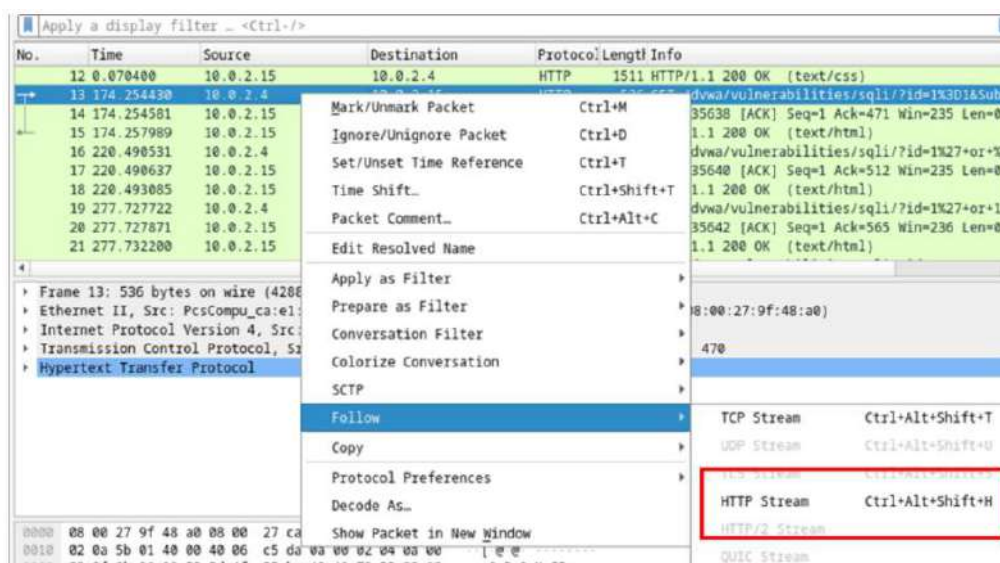 Apply a display filter … <Ctrl-/>
No. Time Source Destination Protocol Length Info
12 0.070400 10.0.2.15 10.0.2.4 HTTP 1511 HTTP/1.1 200 OK (text/css)
13 174.254430 10.0.2.4 dvwa/vulnerabilities/sqli/?id=1%3D1&Sub
14 174.254581 10.0.2.15 35638 [ACK] Seq=1 Ack=471 Win=235 Len=0
15 174.257989 10.0.2.15 1.1 200 OK (text/html)
16 220.490531 10.0.2.4 dvwa/vulnerabilities/sqli/?id=1%27+or+%
17 220.490637 10.0.2.15 35640 [ACK] Seq=1 Ack=512 Win=235 Len=0
18 220.493085 10.0.2.15 1.1 200 OK (text/html)
19 277.727722 10.0.2.4 dvwa/vulnerabilities/sqli/?id=1%27+or+1
20 277.727871 10.0.2.15 35642 [ACK] Seq=1 Ack=565 Win=236 Len=0
21 277.732200 10.0.2.15 1.1 200 OK (text/html)
Mark/Unmark Packet Ctrl+M
Ignore/Unignore Packet Ctrl+D
Set/Unset Time Reference Ctrl+T
Time Shift… Ctrl+Shift+T
Packet Comment… Ctrl+Alt+C
Edit Resolved Name
Apply as Filter
Prepare as Filter
Conversation Filter
Colorize Conversation
SCTP
Follow
Copy
Protocol Preferences
Decode As…
Show Packet in New Window
TCP Stream Ctrl+Alt+Shift+T
UDP Stream Ctrl+Alt+Shift+U
HTTP Stream Ctrl+Alt+Shift+H
HTTP/2 Stream
QUIC Stream
Frame 13: 536 bytes on wire (4288
Ethernet II, Src: PcsCompu_ca:e1: 8:00:27:9f:48:a0)
Internet Protocol Version 4, Src:
Transmission Control Protocol, Sr 470
Hypertext Transfer Protocol
0000 08 00 27 9f 48 a0 08 00 27 ca
0010 02 0a 5b 01 40 00 40 06 c5 da 0a 00 02 04 0a 00